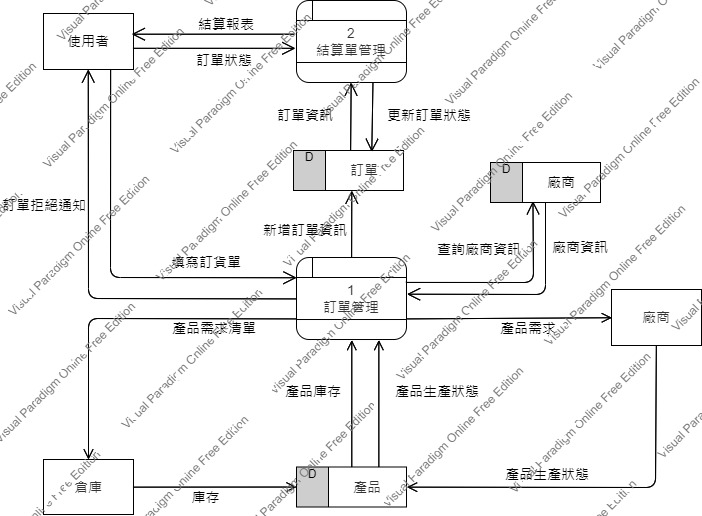 結算報表
使用者
2
結算單管理
訂單狀態
訂單資訊
更新訂單狀態
D
訂單
D
廠商
訂單拒絕通知
新增訂單資訊
查詢廠商資訊
廠商資訊
填寫訂貨單
1
訂單管理
產品需求清單
產品需求
廠商
產品庫存
產品生產狀態
倉庫
庫存
D
產品
產品生產狀態
Visual Paradigm Online Free Edition